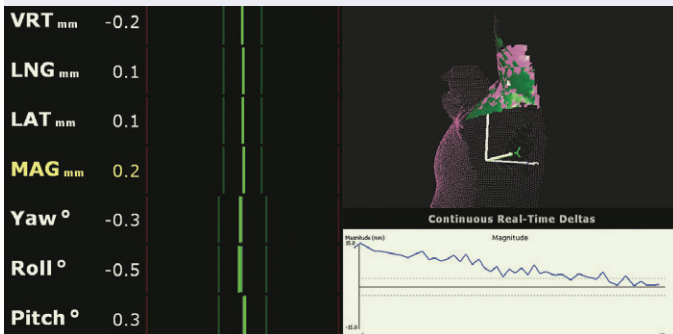 VRT mm -0.2
LNG mm 0.1
LAT mm 0.1
MAG mm 0.2
Yaw ° -0.3
Roll ° -0.5
Pitch ° 0.3
Continuous Real-Time Deltas
Magnitude (mm)
Magnitude